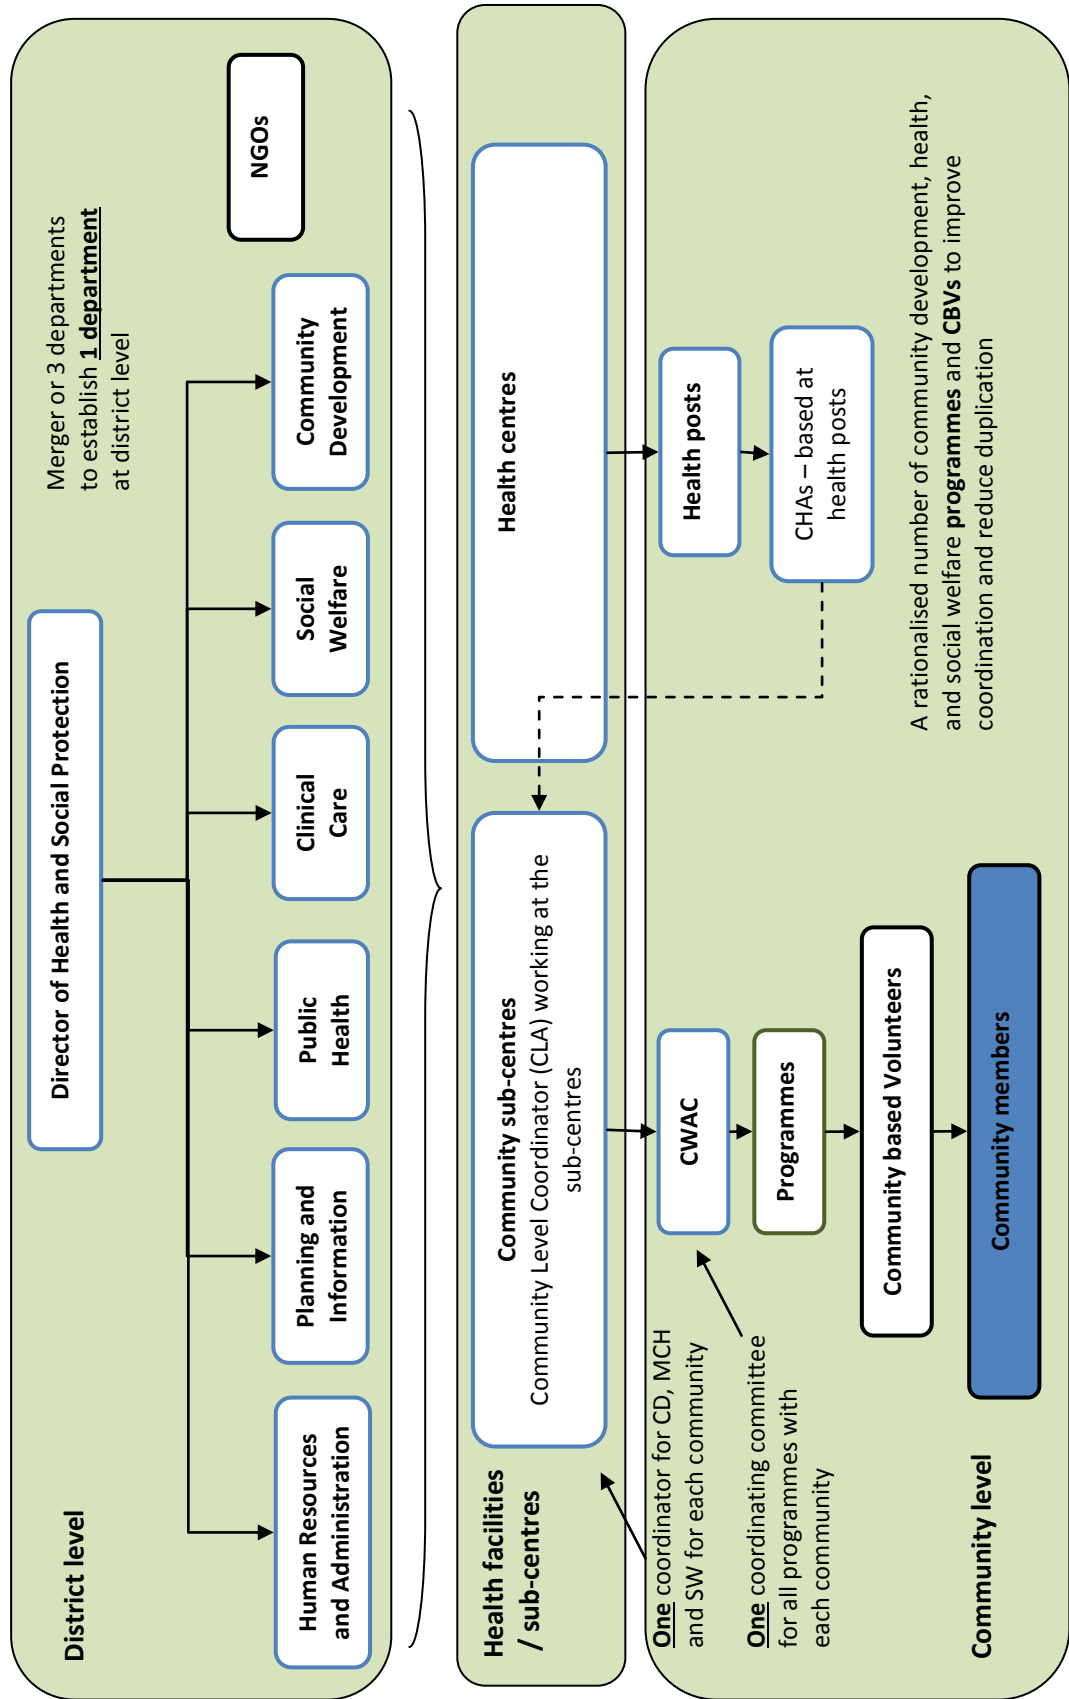 District level
Director of Health and Social Protection
Merger or 3 departments
to establish 1 department
at district level
Human Resources
and Administration
Planning and
Information
Public
Health
Clinical
Care
Social
Welfare
Community
Development
NGOs
Health facilities
/ sub-centres
Community sub-centres
Community Level Coordinator (CLA) working at the
sub-centres
Health centres
One coordinator for CD, MCH
and SW for each community
One coordinating committee
for all programmes with
each community
CWAC
Programmes
Community based Volunteers
Community members
Health posts
CHAs – based at
health posts
A rationalised number of community development, health,
and social welfare programmes and CBVs to improve
coordination and reduce duplication
Community level